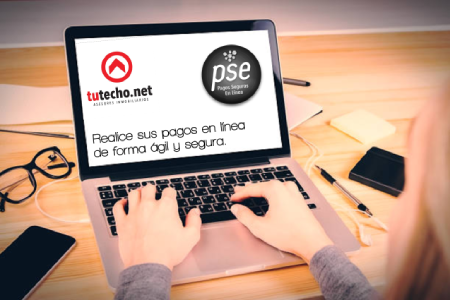 tutecho.net
ASESORES INMOBILIARIOS
pse
Pagos Seguros
En Línea
Realice sus pagos en línea
de forma ágil y segura.